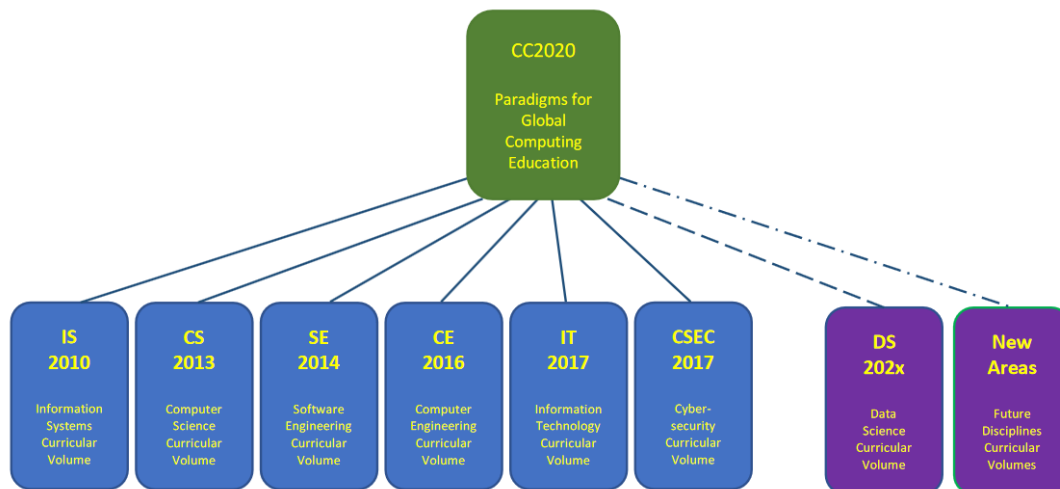 CC2020
Paradigms for
Global
Computing
Education
IS
2010
Information
Systems
Curricular
Volume
CS
2013
Computer
Science
Curricular
Volume
SE
2014
Software
Engineering
Curricular
Volume
CE
2016
Computer
Engineering
Curricular
Volume
IT
2017
Information
Technology
Curricular
Volume
CSEC
2017
Cyber-
security
Curricular
Volume
DS
202x
Data
Science
Curricular
Volume
New
Areas
Future
Disciplines
Curricular
Volumes